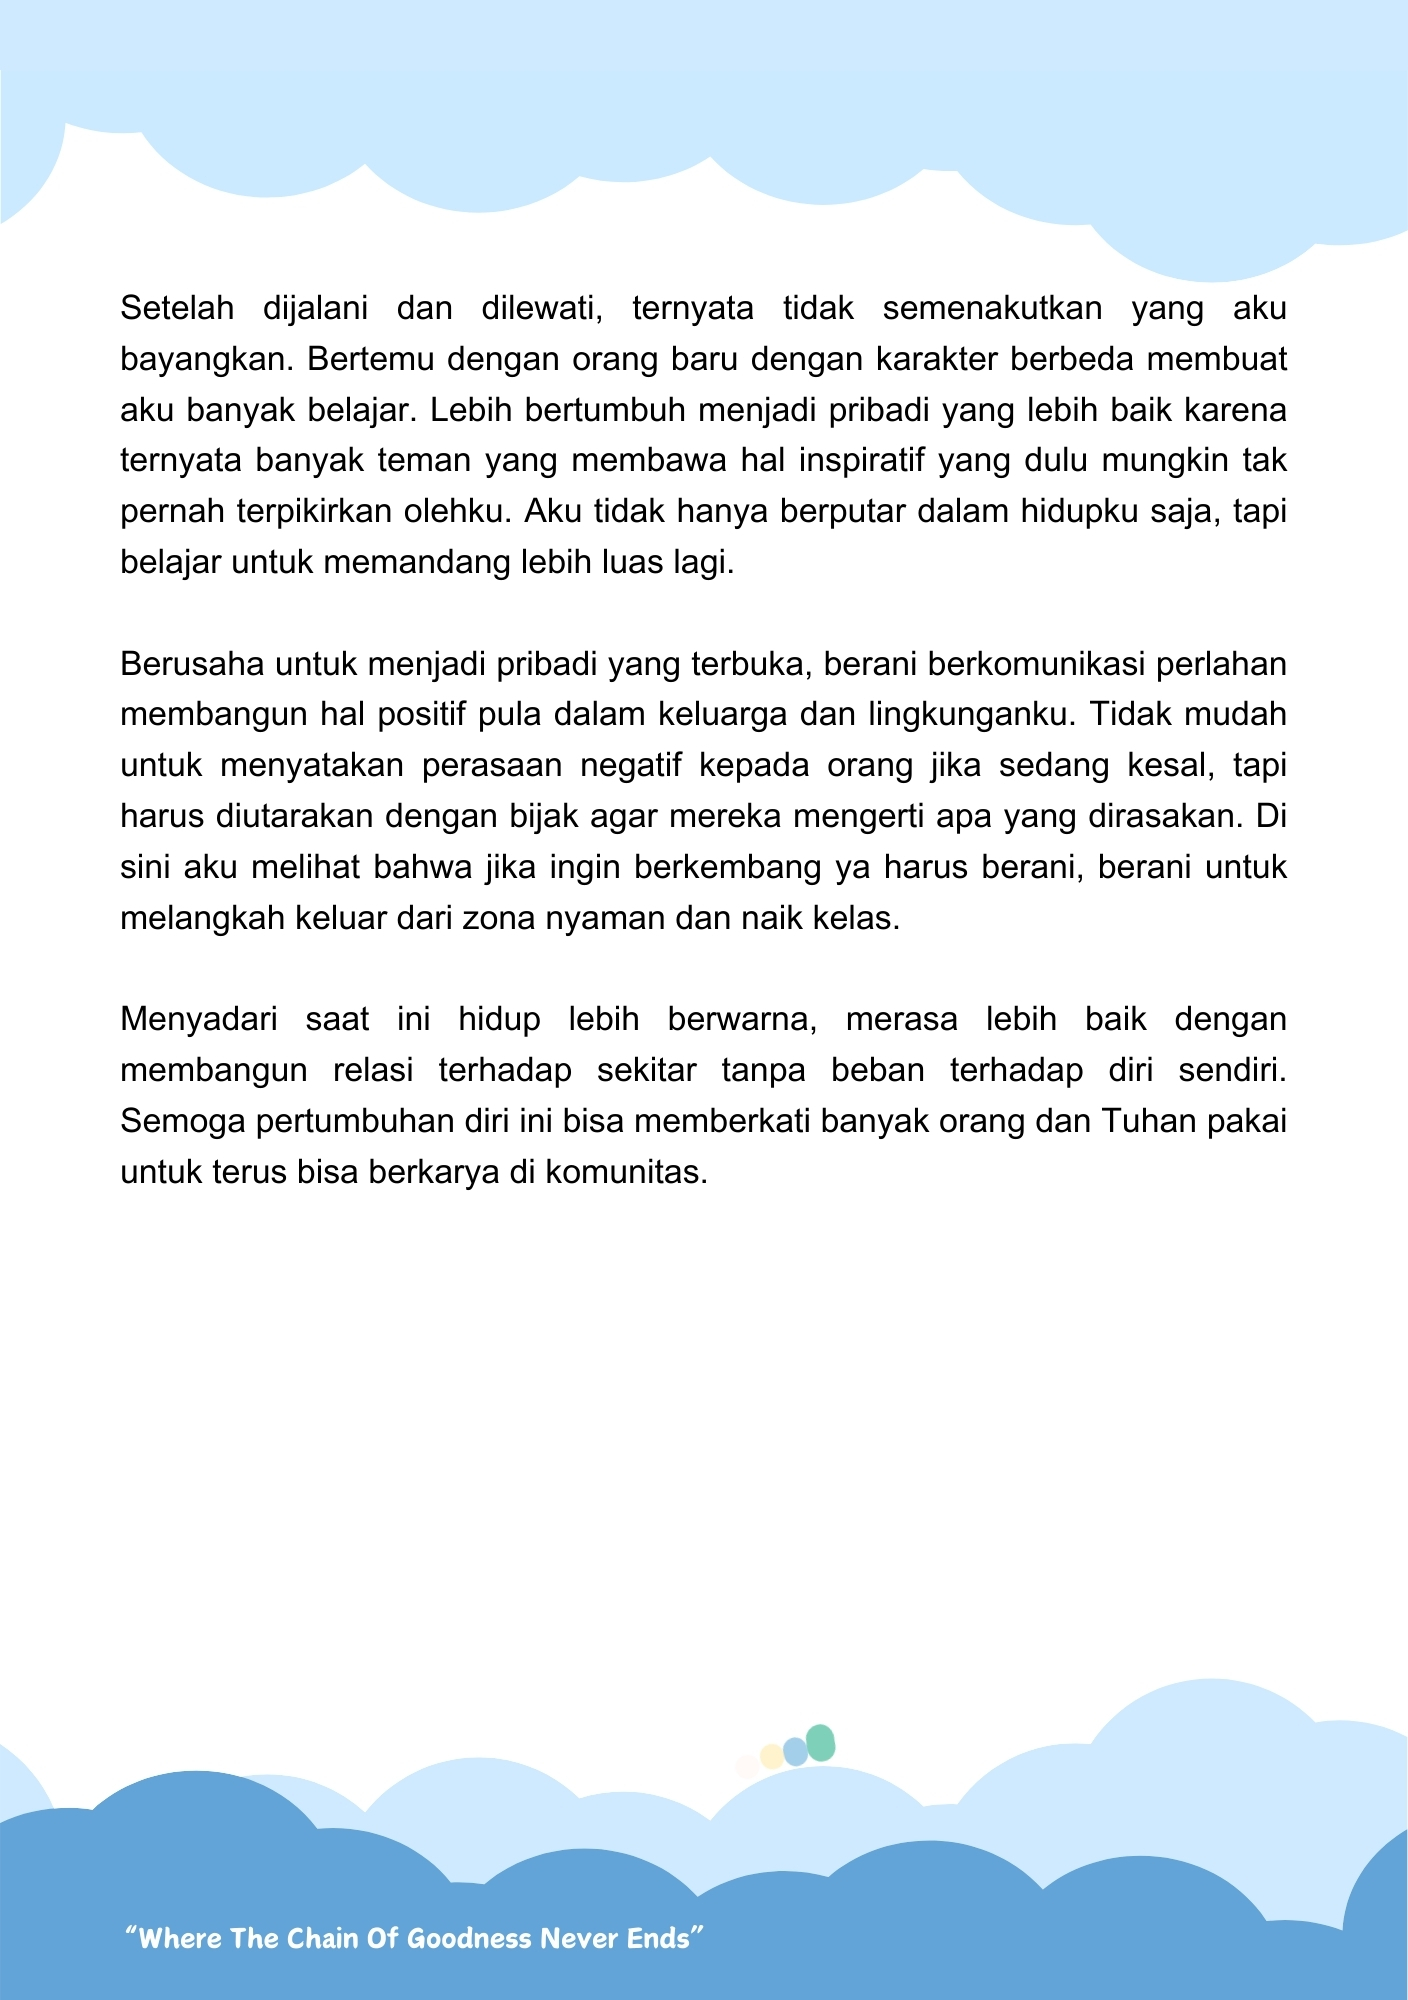 Setelah dijalani dan dilewati, ternyata tidak semenakutkan yang aku
bayangkan. Bertemu dengan orang baru dengan karakter berbeda membuat
aku banyak belajar. Lebih bertumbuh menjadi pribadi yang lebih baik karena
ternyata banyak teman yang membawa hal inspiratif yang dulu mungkin tak
pernah terpikirkan olehku. Aku tidak hanya berputar dalam hidupku saja, tapi
belajar untuk memandang lebih luas lagi.
Berusaha untuk menjadi pribadi yang terbuka, berani berkomunikasi perlahan
membangun hal positif pula dalam keluarga dan lingkunganku. Tidak mudah
untuk menyatakan perasaan negatif kepada orang jika sedang kesal, tapi
harus diutarakan dengan bijak agar mereka mengerti apa yang dirasakan. Di
sini aku melihat bahwa jika ingin berkembang ya harus berani, berani untuk
melangkah keluar dari zona nyaman dan naik kelas.
Menyadari saat ini hidup lebih berwarna, merasa lebih baik dengan
membangun relasi terhadap sekitar tanpa beban terhadap diri sendiri.
Semoga pertumbuhan diri ini bisa memberkati banyak orang dan Tuhan pakai
untuk terus bisa berkarya di komunitas.
“Where The Chain Of Goodness Never Ends”